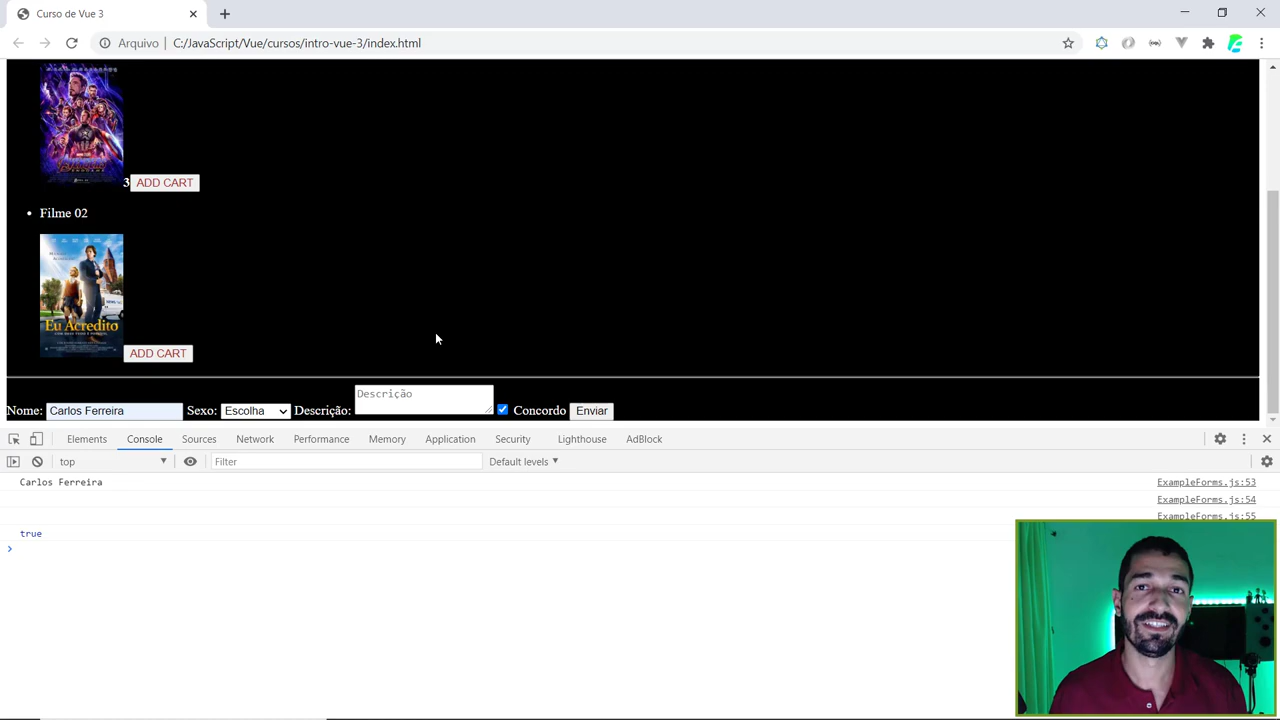 Curso de Vue 3
Arquivo | C:/JavaScript/Vue/cursos/intro-vue-3/index.html
3 ADD CART
Filme 02
Eu Acredito
ADD CART
Descrição
Nome: Carlos Ferreira Sexo: Escolha Descrição: Concordo Enviar
Elements Console Sources Network Performance Memory Application Security Lighthouse AdBlock
top Filter Default levels
Carlos Ferreira ExampleForms.js:53
ExampleForms.js:54
ExampleForms.js:55
true